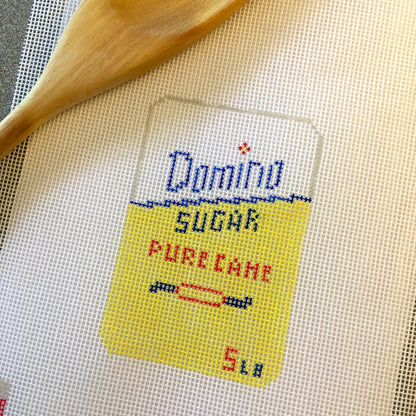 Domino
SUGAR
PURE CANE
5 LB